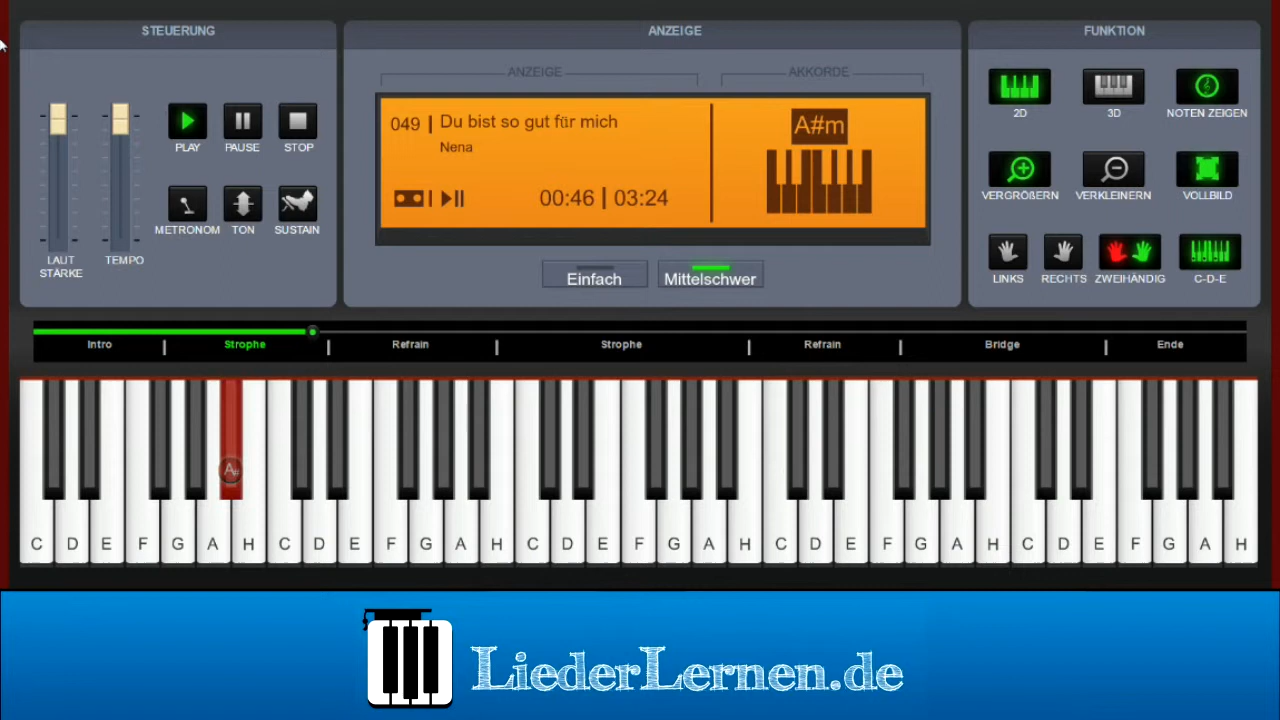 STEUERUNG
ANZEIGE
FUNKTION
ANZEIGE
AKKORDE
049 | Du bist so gut für mich
Nena
00:46 | 03:24
A#m
PLAY
PAUSE
STOP
METRONOM
TON
SUSTAIN
LAUT
STÄRKE
TEMPO
Einfach
Mittelschwer
2D
3D
NOTEN ZEIGEN
VERGRÖßERN
VERKLEINERN
VOLLBILD
LINKS
RECHTS
ZWEIHÄNDIG
C-D-E
Intro | Strophe | Refrain | Strophe | Refrain | Bridge | Ende
A#
C D E F G A H C D E F G A H C D E F G A H C D E F G A H C D E F G A H
LiederLernen.de